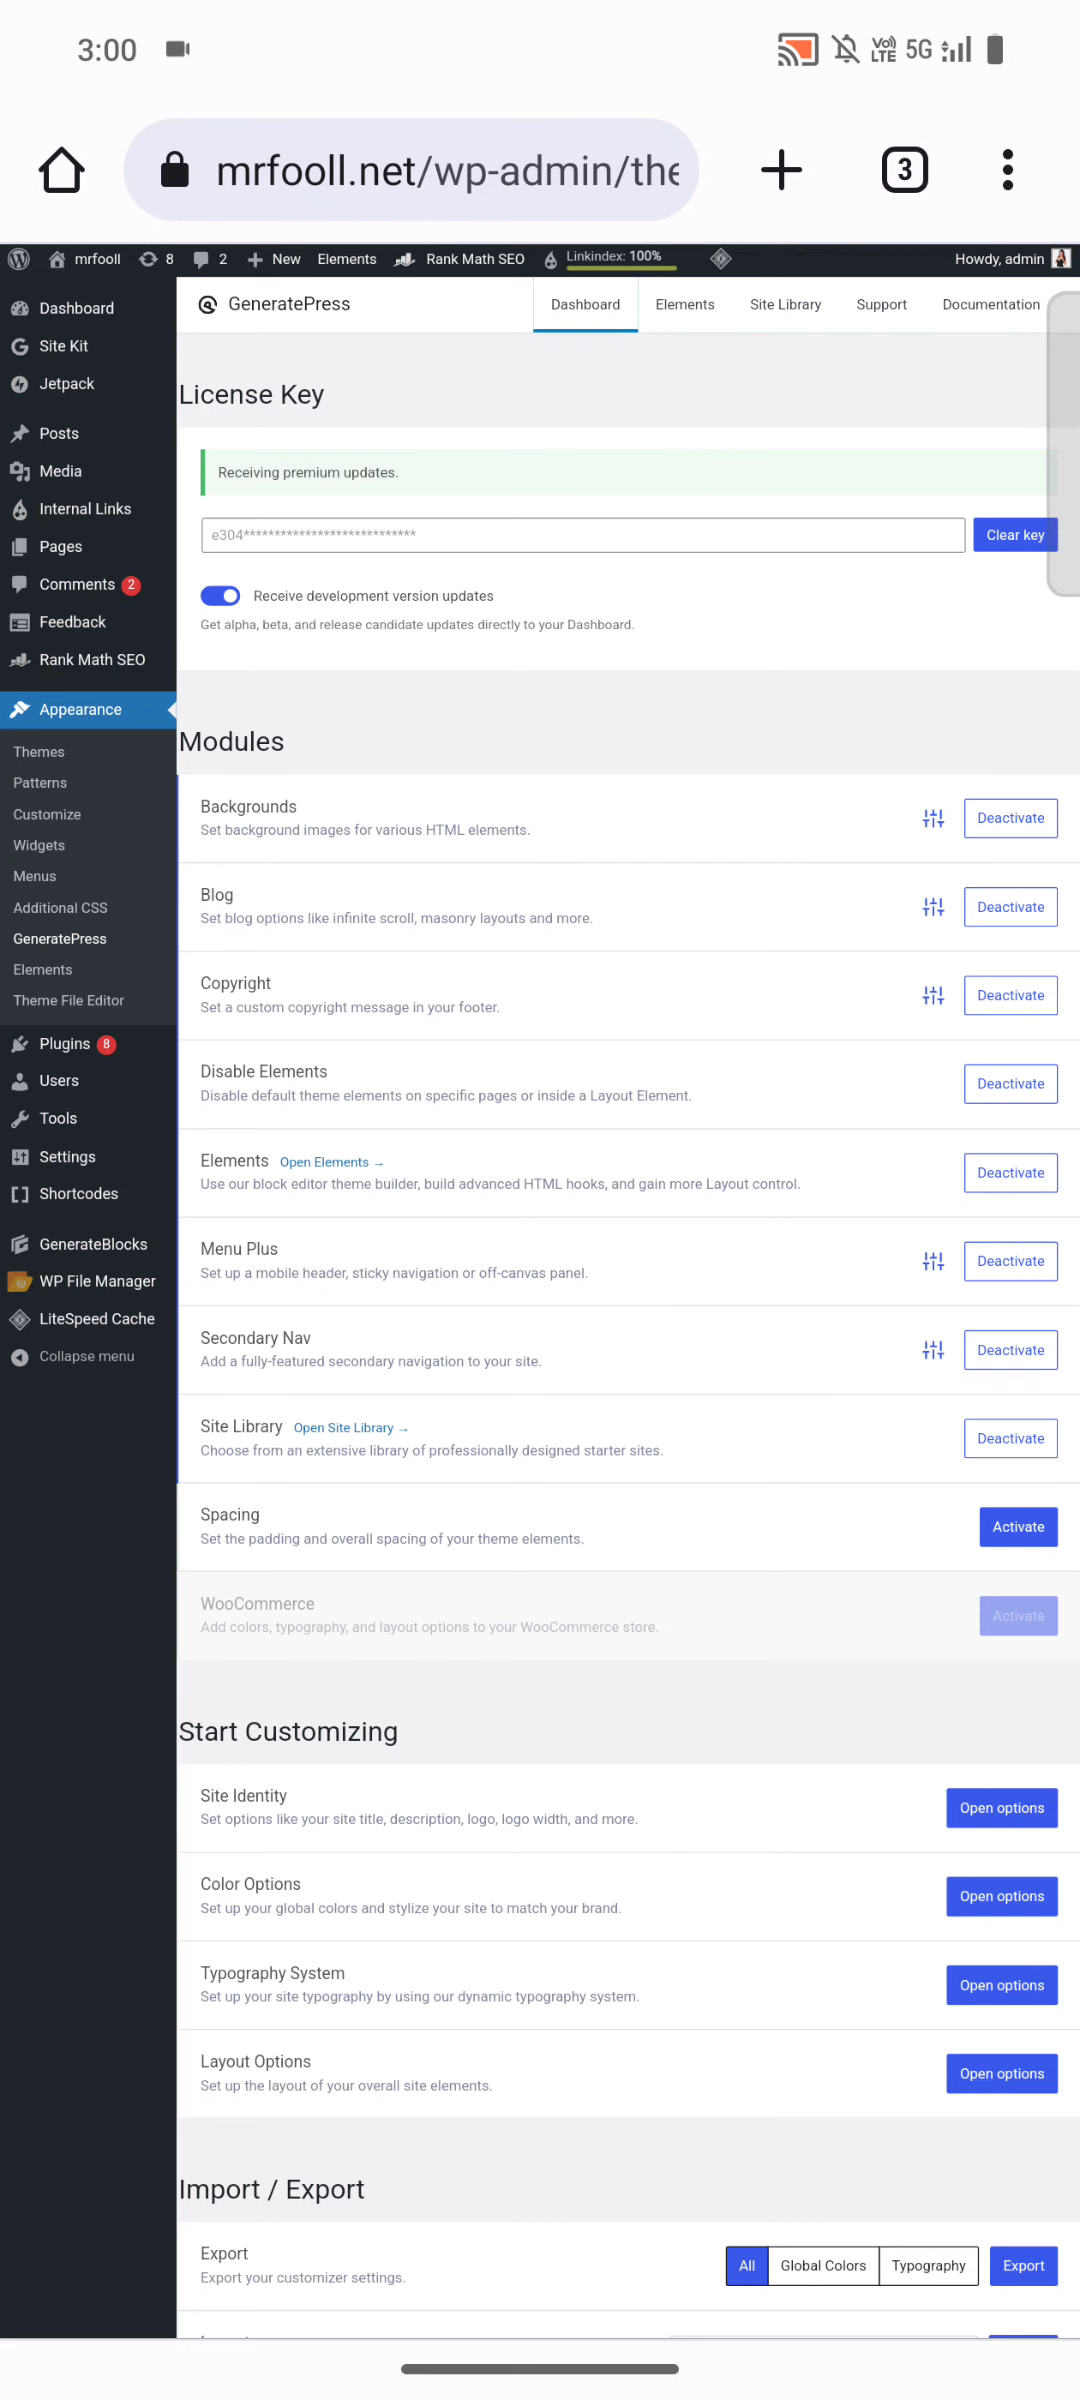 3:00
Vo)) LTE 5G
mrfooll.net/wp-admin/the
3
mrfooll 8 2 New Elements Rank Math SEO Linkindex: 100% Howdy, admin
GeneratePress Dashboard Elements Site Library Support Documentation
Dashboard
Site Kit
Jetpack
Posts
Media
Internal Links
Pages
Comments 2
Feedback
Rank Math SEO
Appearance
Themes
Patterns
Customize
Widgets
Menus
Additional CSS
GeneratePress
Elements
Theme File Editor
Plugins 8
Users
Tools
Settings
Shortcodes
GenerateBlocks
WP File Manager
LiteSpeed Cache
Collapse menu
License Key
Receiving premium updates.
e304****************************
Clear key
Receive development version updates
Get alpha, beta, and release candidate updates directly to your Dashboard.
Modules
Backgrounds
Set background images for various HTML elements.
Deactivate
Blog
Set blog options like infinite scroll, masonry layouts and more.
Deactivate
Copyright
Set a custom copyright message in your footer.
Deactivate
Disable Elements
Disable default theme elements on specific pages or inside a Layout Element.
Deactivate
Elements Open Elements →
Use our block editor theme builder, build advanced HTML hooks, and gain more Layout control.
Deactivate
Menu Plus
Set up a mobile header, sticky navigation or off-canvas panel.
Deactivate
Secondary Nav
Add a fully-featured secondary navigation to your site.
Deactivate
Site Library Open Site Library →
Choose from an extensive library of professionally designed starter sites.
Deactivate
Spacing
Set the padding and overall spacing of your theme elements.
Activate
WooCommerce
Add colors, typography, and layout options to your WooCommerce store.
Activate
Start Customizing
Site Identity
Set options like your site title, description, logo, logo width, and more.
Open options
Color Options
Set up your global colors and stylize your site to match your brand.
Open options
Typography System
Set up your site typography by using our dynamic typography system.
Open options
Layout Options
Set up the layout of your overall site elements.
Open options
Import / Export
Export
Export your customizer settings.
All Global Colors Typography Export